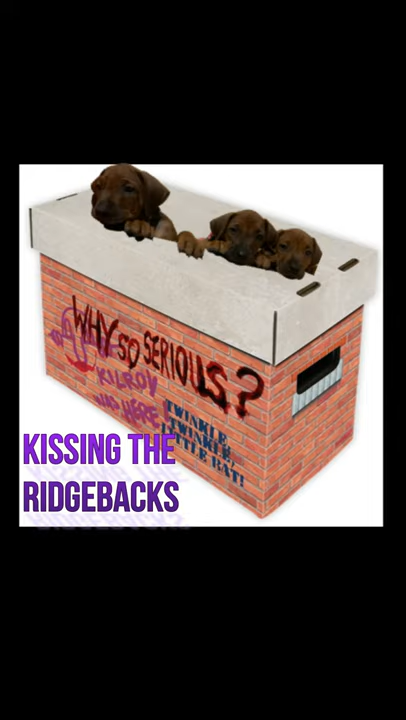 WHY SO SERIOUS?
KILROY
WAS HERE!
TWINKLE
TWINKLE,
LITTLE BAT!
KISSING THE
RIDGEBACKS